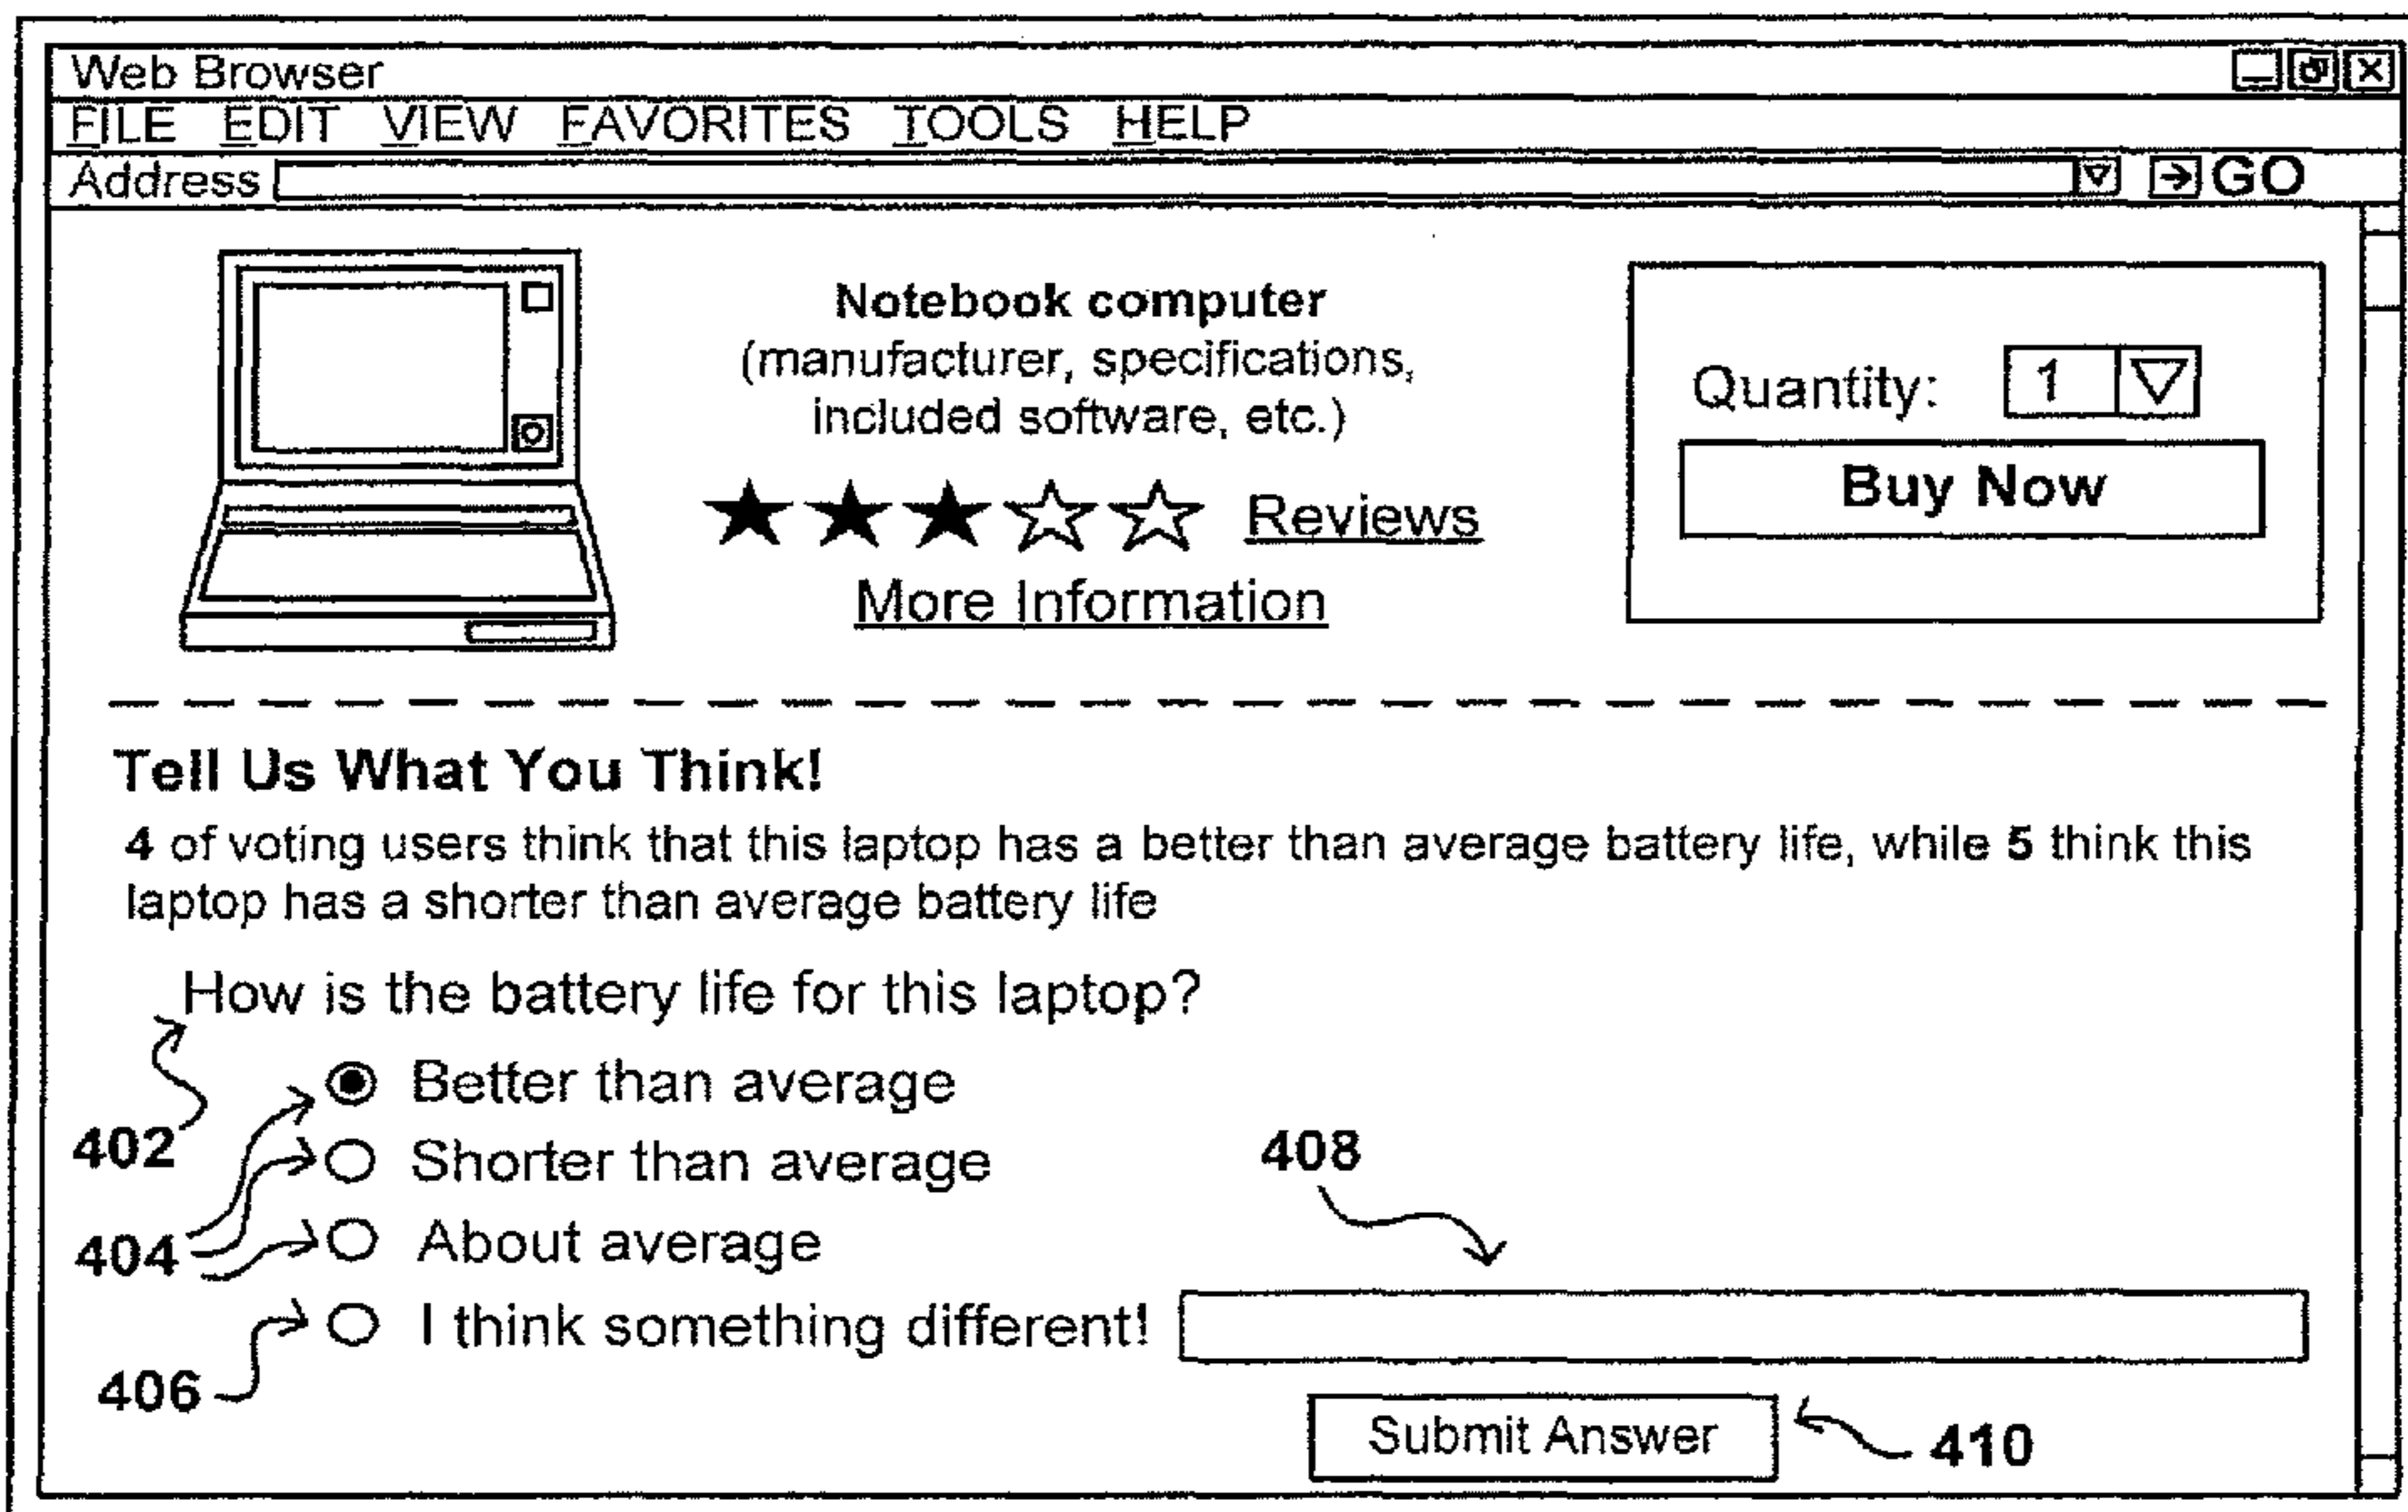 Web Browser
FILE EDIT VIEW FAVORITES TOOLS HELP
Address GO
Notebook computer
(manufacturer, specifications,
included software, etc.)
Quantity: 1
Buy Now
Reviews
More Information
Tell Us What You Think!
4 of voting users think that this laptop has a better than average battery life, while 5 think this
laptop has a shorter than average battery life
How is the battery life for this laptop?
402
Better than average
Shorter than average
404
About average
408
406
I think something different!
Submit Answer
410